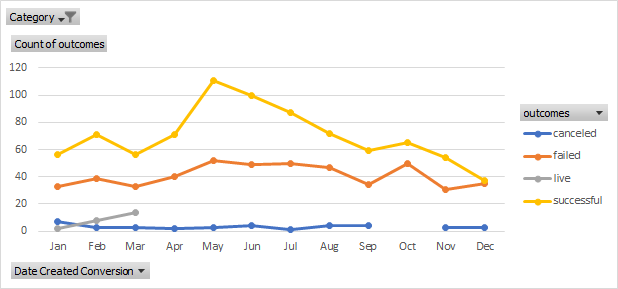 Category
Count of outcomes
120
100
80
60
40
20
0
Jan Feb Mar Apr May Jun Jul Aug Sep Oct Nov Dec
outcomes
canceled
failed
live
successful
Date Created Conversion